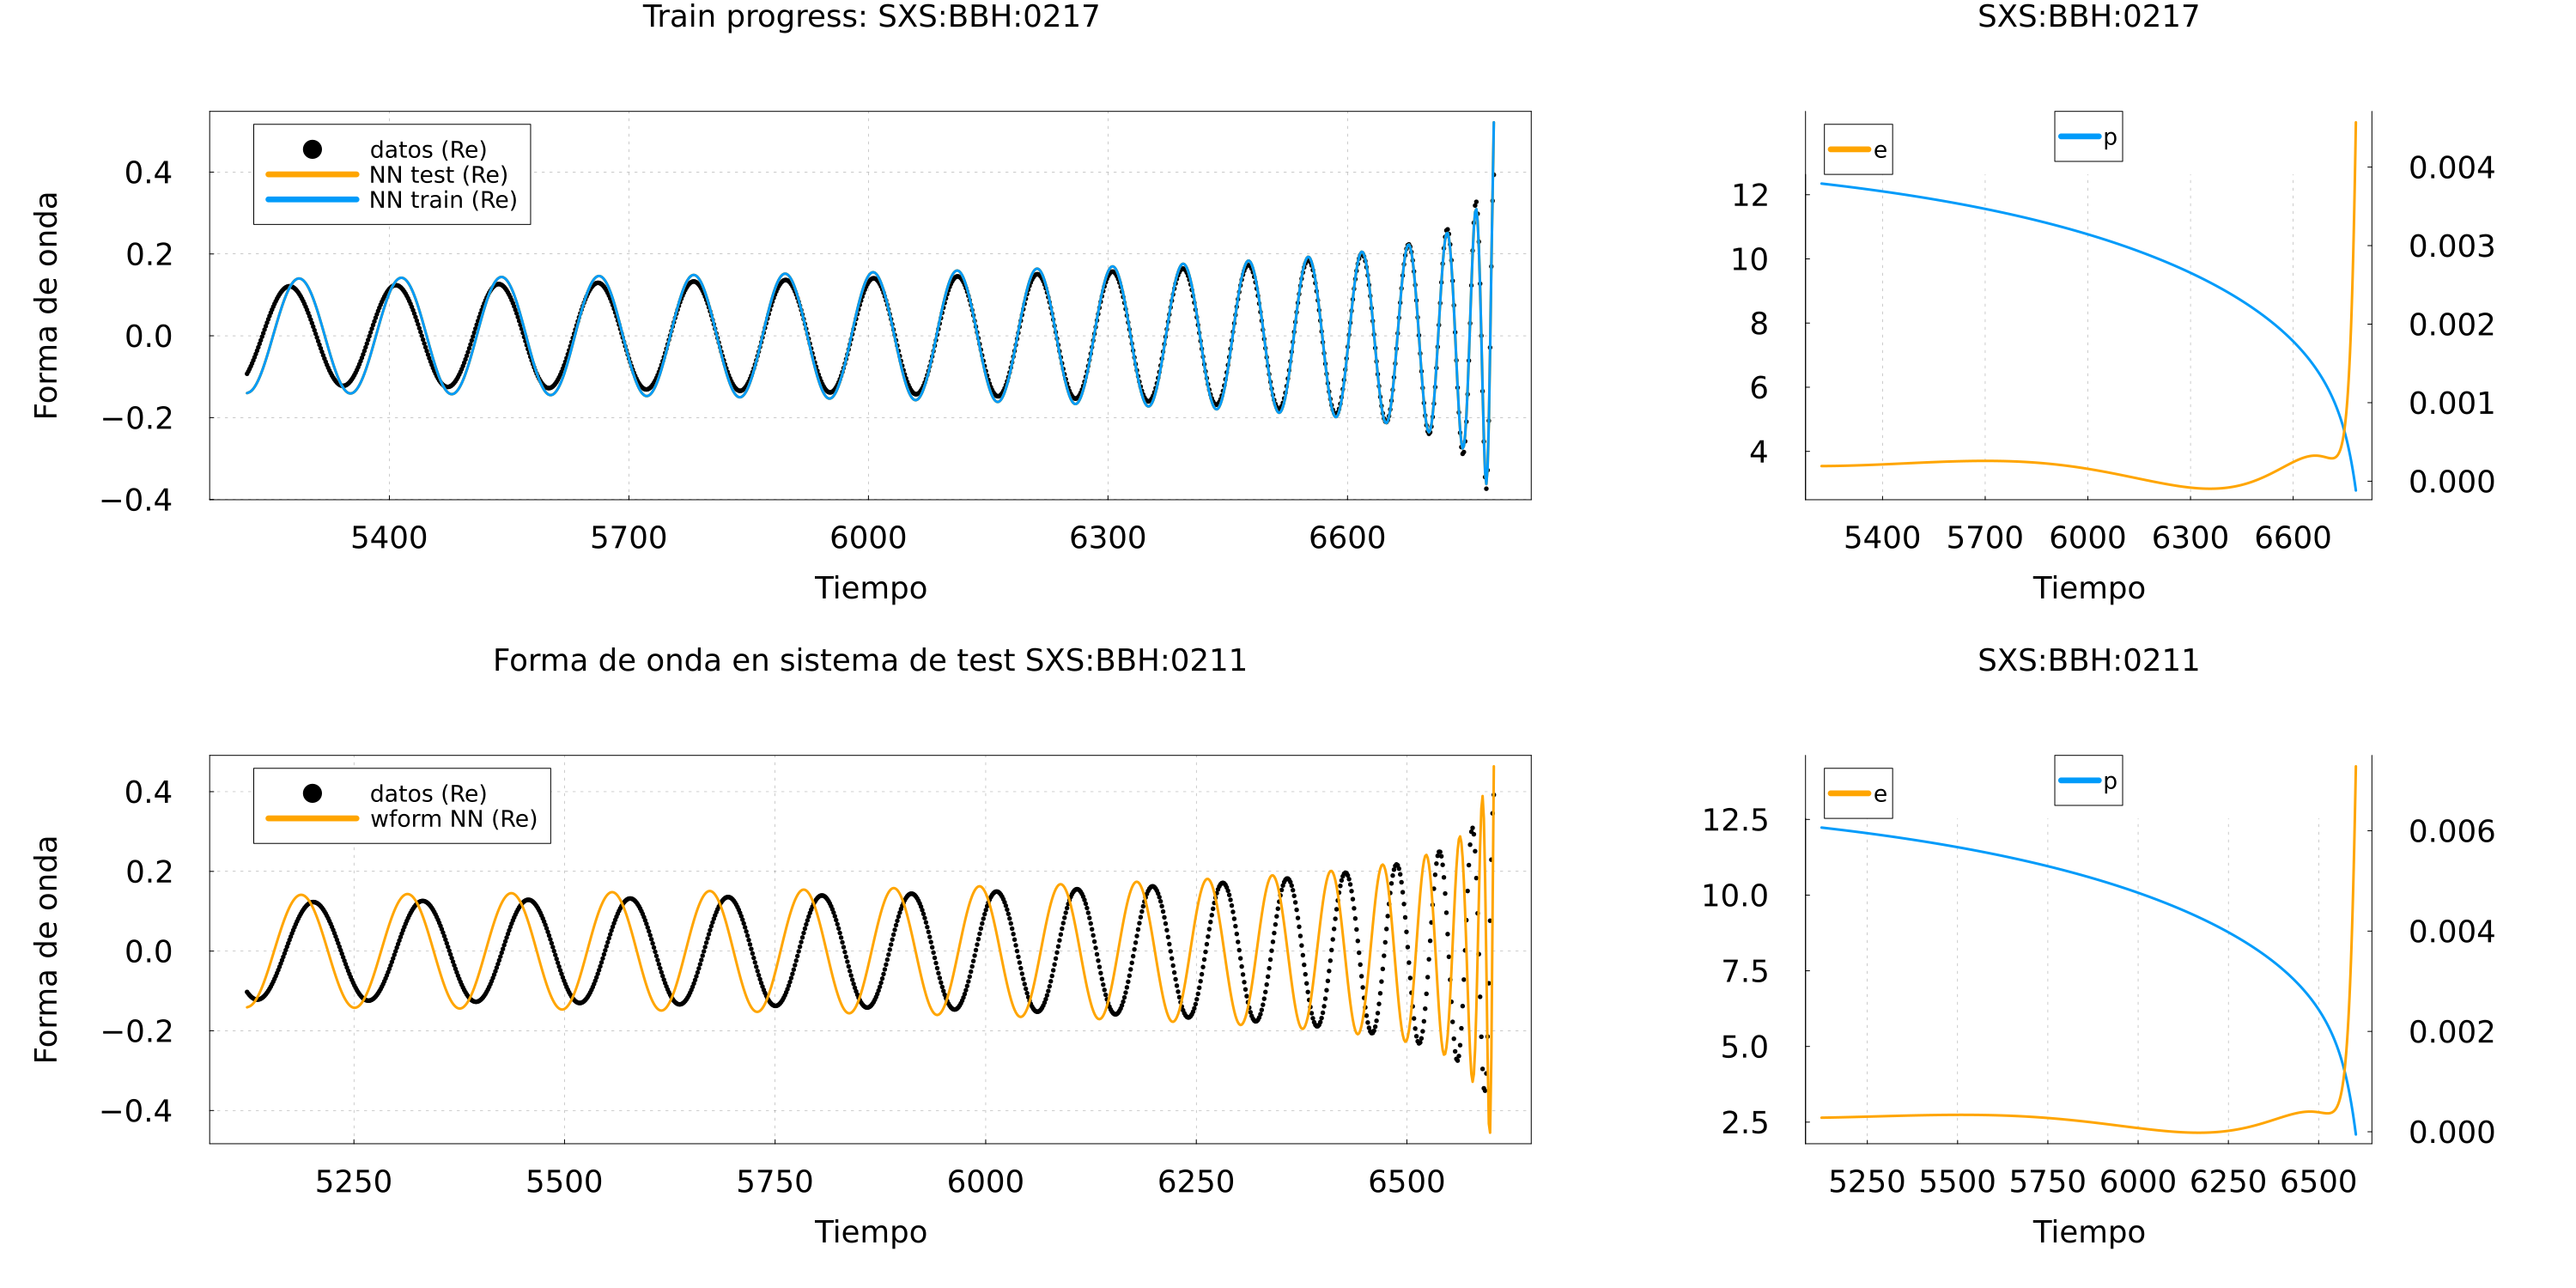 Train progress: SXS:BBH:0217
datos (Re)
NN test (Re)
NN train (Re)
Forma de onda
0.4
0.2
0.0
−0.2
−0.4
5400 5700 6000 6300 6600
Tiempo
SXS:BBH:0217
e
p
12
10
8
6
4
0.004
0.003
0.002
0.001
0.000
5400 5700 6000 6300 6600
Tiempo
Forma de onda en sistema de test SXS:BBH:0211
datos (Re)
wform NN (Re)
Forma de onda
0.4
0.2
0.0
−0.2
−0.4
5250 5500 5750 6000 6250 6500
Tiempo
SXS:BBH:0211
e
p
12.5
10.0
7.5
5.0
2.5
0.006
0.004
0.002
0.000
5250 5500 5750 6000 6250 6500
Tiempo